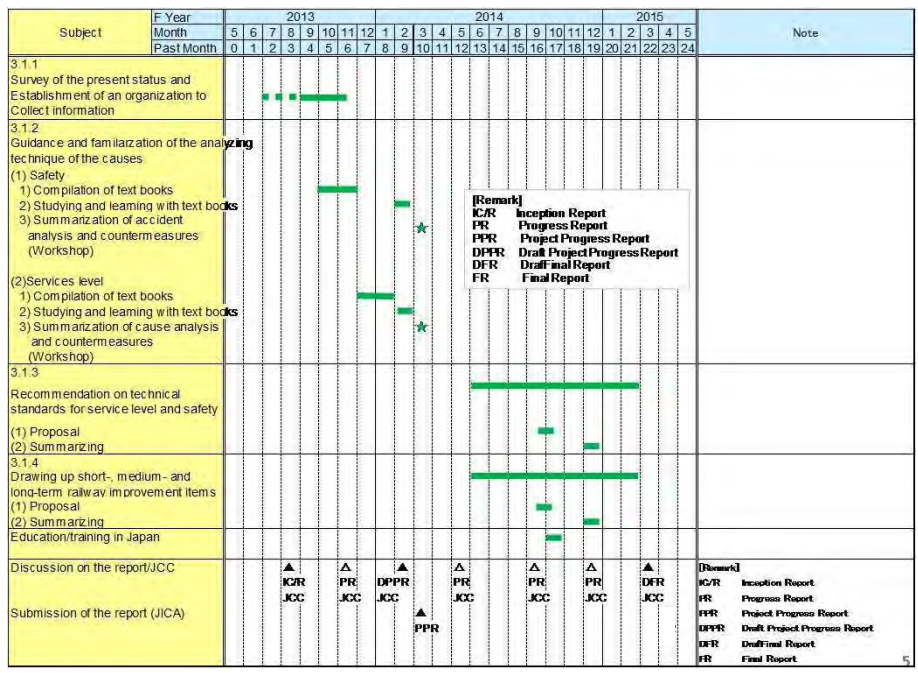 Subject F Year 2013 2014 2015 Note
Month 5 6 7 8 9 10 11 12 1 2 3 4 5 6 7 8 9 10 11 12 1 2 3 4 5
Past Month 0 1 2 3 4 5 6 7 8 9 10 11 12 13 14 15 16 17 18 19 20 21 22 23 24
3.1.1
Survey of the present status and
Establishment of an organization to
Collect information
3.1.2
Guidance and familarzation of the analyzing
technique of the causes
(1) Safety
1) Compilation of text books
2) Studying and learning with text books
3) Summarization of accident
analysis and countermeasures
(Workshop)
[Remark]
IC/R Inception Report
PR Progress Report
PPR Project Progress Report
DPPR Draft Project Progress Report
DFR DrafFinal Report
FR Final Report
(2)Services level
1) Compilation of text books
2) Studying and learning with text books
3) Summarization of cause analysis
and countermeasures
(Workshop)
3.1.3
Recommendation on technical
standards for service level and safety
(1) Proposal
(2) Summarizing
3.1.4
Drawing up short-, medium- and
long-term railway improvement items
(1) Proposal
(2) Summarizing
Education/training in Japan
Discussion on the report/JCC
IC/R PR DPPR PR PR PR DFR
JCC JCC JCC JCC JCC JCC JCC
Submission of the report (JICA)
PPR
[Remark]
IC/R Inception Report
PR Progress Report
PPR Project Progress Report
DPPR Draft Project Progress Report
DFR DrafFinal Report
FR Final Report
5